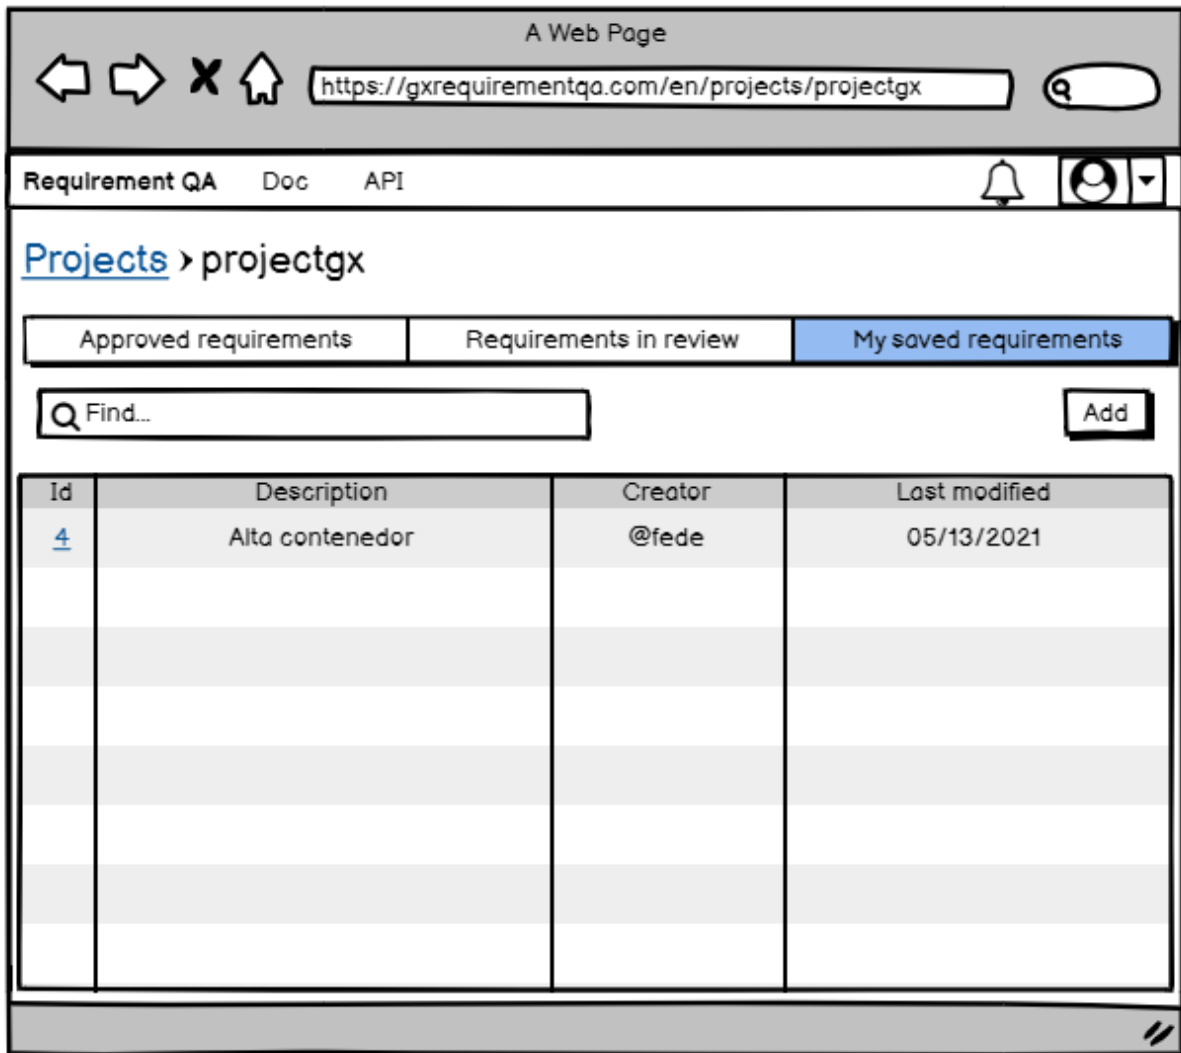 A Web Page
https://gxrequirementqa.com/en/projects/projectgx
Requirement QA Doc API
Projects › projectgx
Approved requirements Requirements in review My saved requirements
Find... Add
Id Description Creator Last modified
4 Alta contenedor @fede 05/13/2021